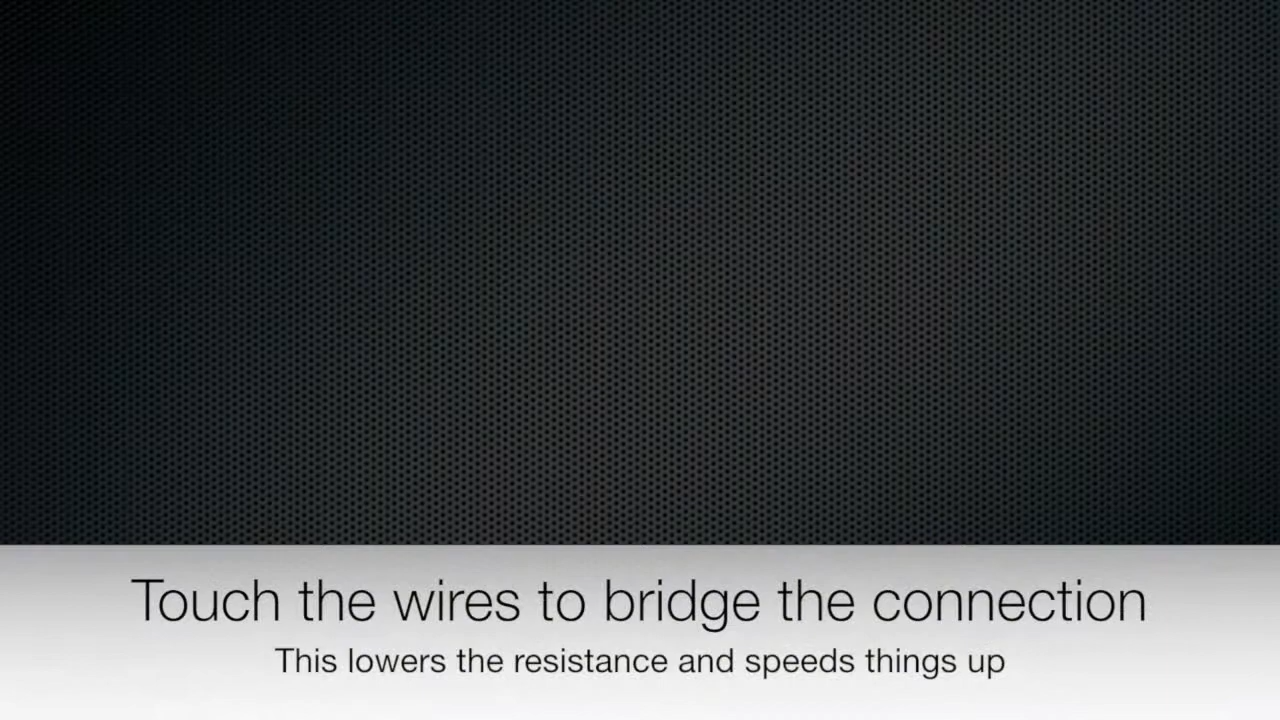 Touch the wires to bridge the connection
This lowers the resistance and speeds things up